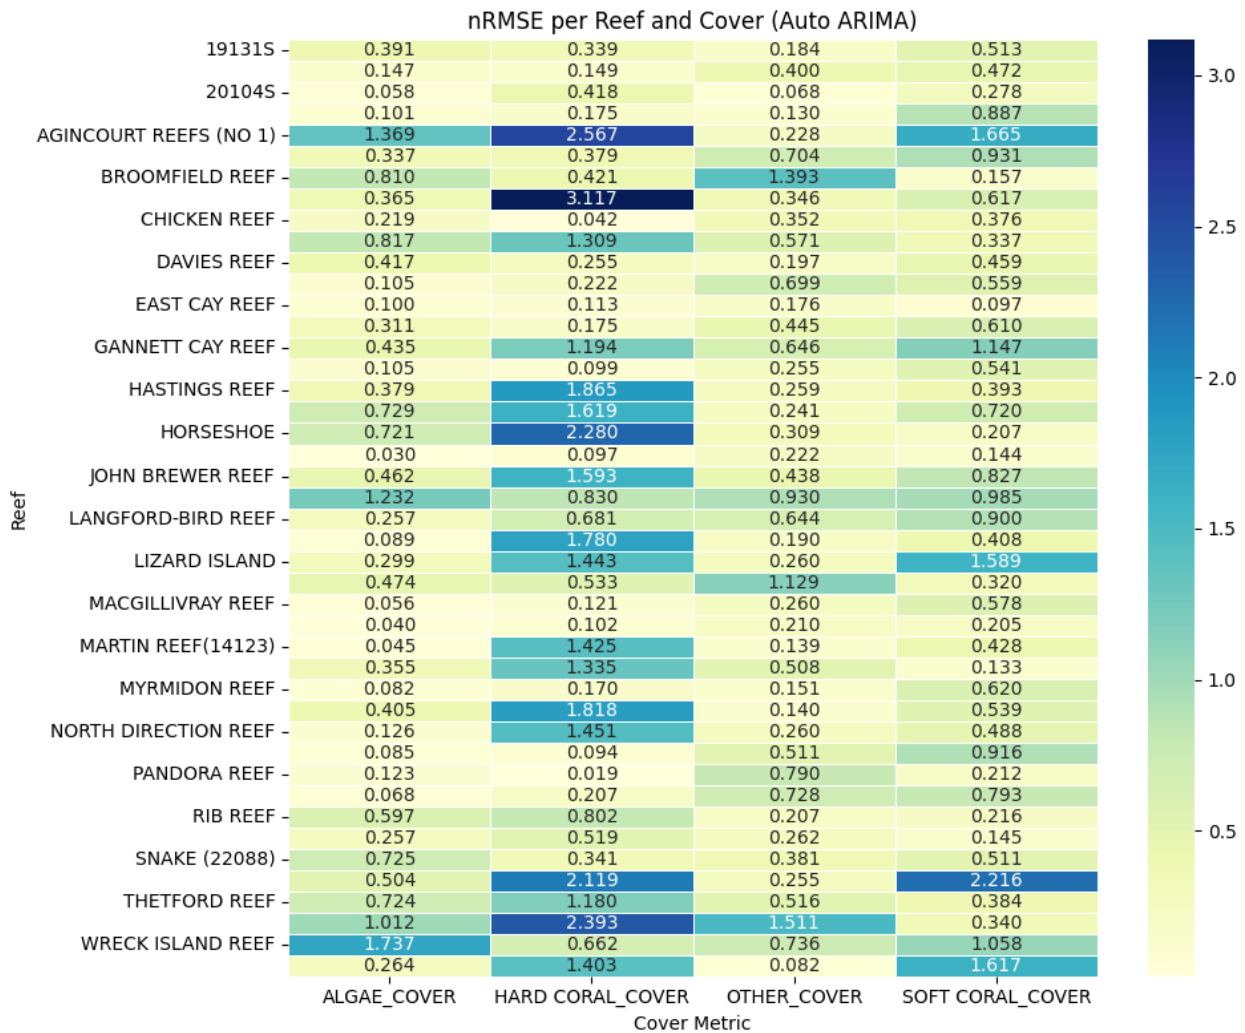 nRMSE per Reef and Cover (Auto ARIMA)
19131S 0.391 0.339 0.184 0.513
0.147 0.149 0.400 0.472
20104S 0.058 0.418 0.068 0.278
0.101 0.175 0.130 0.887
AGINCOURT REEFS (NO 1) 1.369 2.567 0.228 1.665
0.337 0.379 0.704 0.931
BROOMFIELD REEF 0.810 0.421 1.393 0.157
0.365 3.117 0.346 0.617
CHICKEN REEF 0.219 0.042 0.352 0.376
0.817 1.309 0.571 0.337
DAVIES REEF 0.417 0.255 0.197 0.459
0.105 0.222 0.699 0.559
EAST CAY REEF 0.100 0.113 0.176 0.097
0.311 0.175 0.445 0.610
GANNETT CAY REEF 0.435 1.194 0.646 1.147
0.105 0.099 0.255 0.541
HASTINGS REEF 0.379 1.865 0.259 0.393
0.729 1.619 0.241 0.720
HORSESHOE 0.721 2.280 0.309 0.207
0.030 0.097 0.222 0.144
JOHN BREWER REEF 0.462 1.593 0.438 0.827
1.232 0.830 0.930 0.985
LANGFORD-BIRD REEF 0.257 0.681 0.644 0.900
0.089 1.780 0.190 0.408
LIZARD ISLAND 0.299 1.443 0.260 1.589
0.474 0.533 1.129 0.320
MACGILLIVRAY REEF 0.056 0.121 0.260 0.578
0.040 0.102 0.210 0.205
MARTIN REEF(14123) 0.045 1.425 0.139 0.428
0.355 1.335 0.508 0.133
MYRMIDON REEF 0.082 0.170 0.151 0.620
0.405 1.818 0.140 0.539
NORTH DIRECTION REEF 0.126 1.451 0.260 0.488
0.085 0.094 0.511 0.916
PANDORA REEF 0.123 0.019 0.790 0.212
0.068 0.207 0.728 0.793
RIB REEF 0.597 0.802 0.207 0.216
0.257 0.519 0.262 0.145
SNAKE (22088) 0.725 0.341 0.381 0.511
0.504 2.119 0.255 2.216
THETFORD REEF 0.724 1.180 0.516 0.384
1.012 2.393 1.511 0.340
WRECK ISLAND REEF 1.737 0.662 0.736 1.058
0.264 1.403 0.082 1.617
ALGAE_COVER HARD CORAL_COVER OTHER_COVER SOFT CORAL_COVER
Cover Metric
Reef
3.0
2.5
2.0
1.5
1.0
0.5